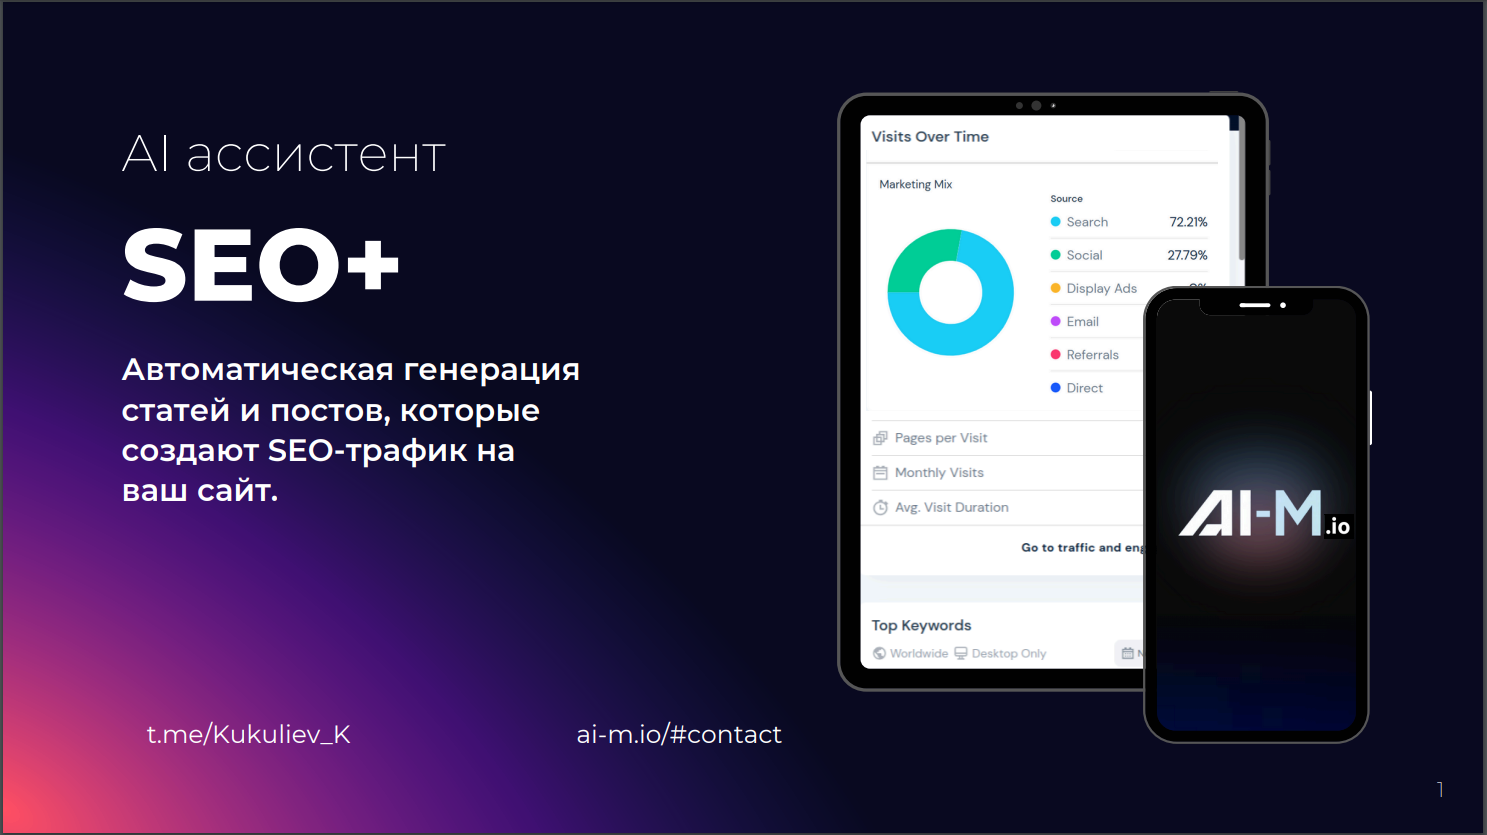 AI ассистент
SEO+
Автоматическая генерация
статей и постов, которые
создают SEO-трафик на
ваш сайт.
t.me/Kukuliev_K
ai-m.io/#contact
Visits Over Time
Marketing Mix
Source
Search 72.21%
Social 27.79%
Display Ads
Email
Referrals
Direct
Pages per Visit
Monthly Visits
Avg. Visit Duration
Go to traffic and eng
Top Keywords
Worldwide Desktop Only
AI-M.io
1